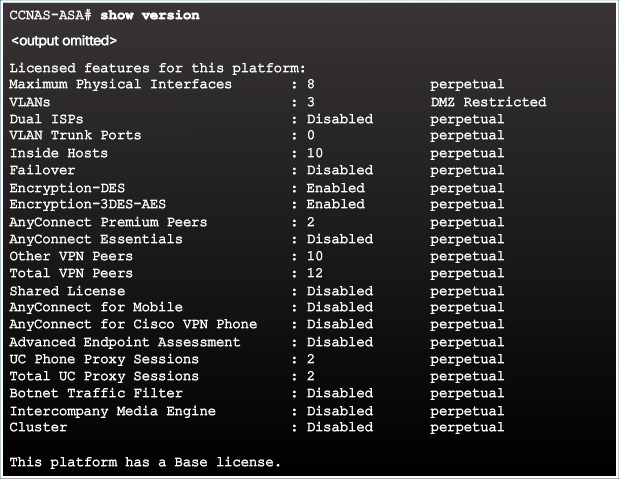 CCNAS-ASA# show version
<output omitted>
Licensed features for this platform:
Maximum Physical Interfaces : 8 perpetual
VLANs : 3 DMZ Restricted
Dual ISPs : Disabled perpetual
VLAN Trunk Ports : 0 perpetual
Inside Hosts : 10 perpetual
Failover : Disabled perpetual
Encryption-DES : Enabled perpetual
Encryption-3DES-AES : Enabled perpetual
AnyConnect Premium Peers : 2 perpetual
AnyConnect Essentials : Disabled perpetual
Other VPN Peers : 10 perpetual
Total VPN Peers : 12 perpetual
Shared License : Disabled perpetual
AnyConnect for Mobile : Disabled perpetual
AnyConnect for Cisco VPN Phone : Disabled perpetual
Advanced Endpoint Assessment : Disabled perpetual
UC Phone Proxy Sessions : 2 perpetual
Total UC Proxy Sessions : 2 perpetual
Botnet Traffic Filter : Disabled perpetual
Intercompany Media Engine : Disabled perpetual
Cluster : Disabled perpetual
This platform has a Base license.